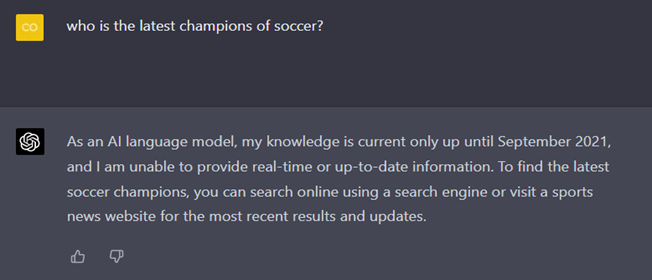 CO
who is the latest champions of soccer?
As an AI language model, my knowledge is current only up until September 2021,
and I am unable to provide real-time or up-to-date information. To find the latest
soccer champions, you can search online using a search engine or visit a sports
news website for the most recent results and updates.